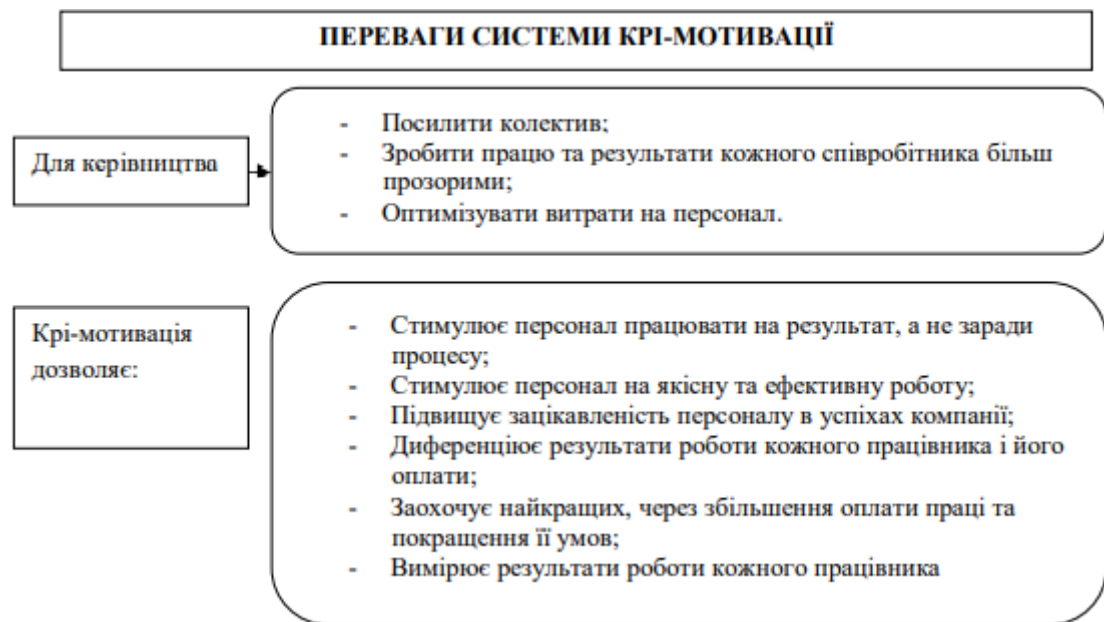 ПЕРЕВАГИ СИСТЕМИ КРІ-МОТИВАЦІЇ
Для керівництва
- Посилити колектив;
- Зробити працю та результати кожного співробітника більш
прозорими;
- Оптимізувати витрати на персонал.
Крі-мотивація
дозволяє:
- Стимулює персонал працювати на результат, а не заради
процесу;
- Стимулює персонал на якісну та ефективну роботу;
- Підвищує зацікавленість персоналу в успіхах компанії;
- Диференціює результати роботи кожного працівника і його
оплати;
- Заохочує найкращих, через збільшення оплати праці та
покращення її умов;
- Вимірює результати роботи кожного працівника